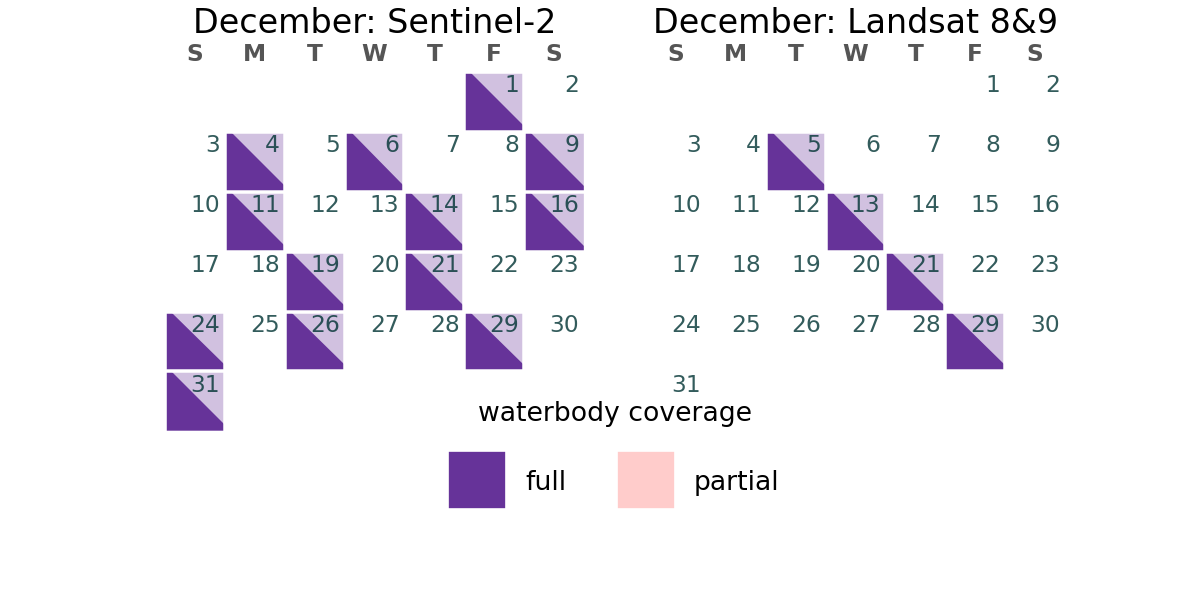 December: Sentinel-2
S M T W T F S
1 2
3 4 5 6 7 8 9
10 11 12 13 14 15 16
17 18 19 20 21 22 23
24 25 26 27 28 29 30
31
December: Landsat 8&9
S M T W T F S
1 2
3 4 5 6 7 8 9
10 11 12 13 14 15 16
17 18 19 20 21 22 23
24 25 26 27 28 29 30
31
waterbody coverage
full partial